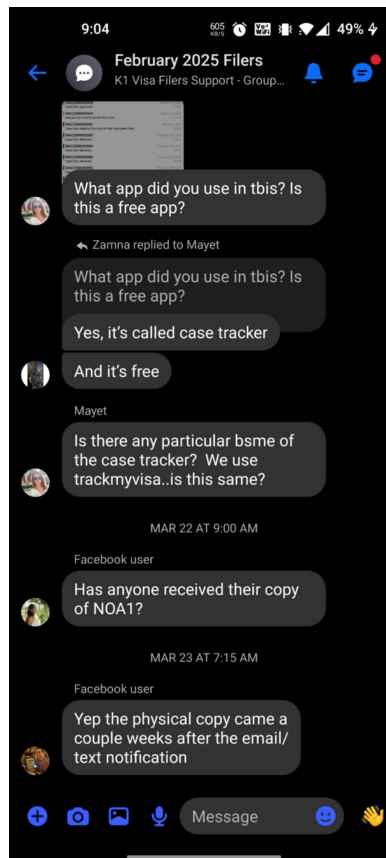 9:04
605
KB/S
Vo
WiFi
49%
February 2025 Filers
K1 Visa Filers Support - Group...
What app did you use in tbis? Is
this a free app?
Zamna replied to Mayet
What app did you use in tbis? Is
this a free app?
Yes, it's called case tracker
And it's free
Mayet
Is there any particular bsme of
the case tracker?  We use
trackmyvisa..is this same?
MAR 22 AT 9:00 AM
Facebook user
Has anyone received their copy
of NOA1?
MAR 23 AT 7:15 AM
Facebook user
Yep the physical copy came a
couple weeks after the email/
text notification
Message